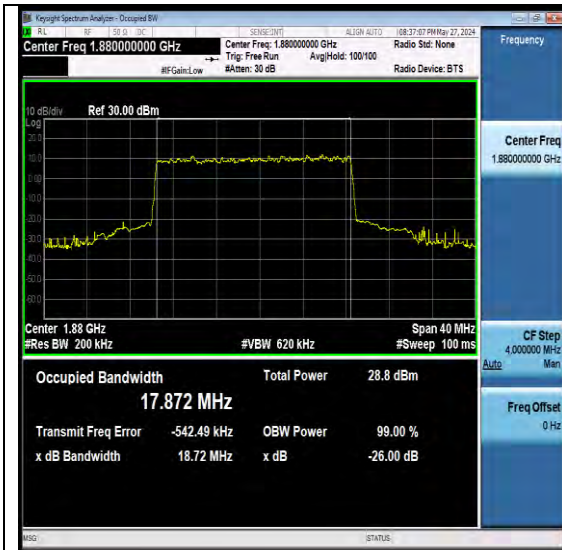 Keysight Spectrum Analyzer - Occupied BW
RL RF 50 Ω DC SENSE:INT ALIGN AUTO 08:37:07 PM May 27, 2024
Center Freq 1.880000000 GHz
Center Freq: 1.880000000 GHz
Radio Std: None
Trig: Free Run Avg|Hold: 100/100
#IFGain:Low
#Atten: 30 dB
Radio Device: BTS
10 dB/div Ref 30.00 dBm
Log
20.0
10.0
0.00
-10.0
-20.0
-30.0
-40.0
-50.0
-60.0
Center 1.88 GHz
Span 40 MHz
#Res BW 200 kHz
#VBW 620 kHz
#Sweep 100 ms
Occupied Bandwidth
Total Power 28.8 dBm
17.872 MHz
Transmit Freq Error -542.49 kHz
OBW Power 99.00 %
x dB Bandwidth 18.72 MHz
x dB -26.00 dB
MSG
STATUS
Frequency
Center Freq
1.880000000 GHz
CF Step
4.000000 MHz
Auto Man
Freq Offset
0 Hz